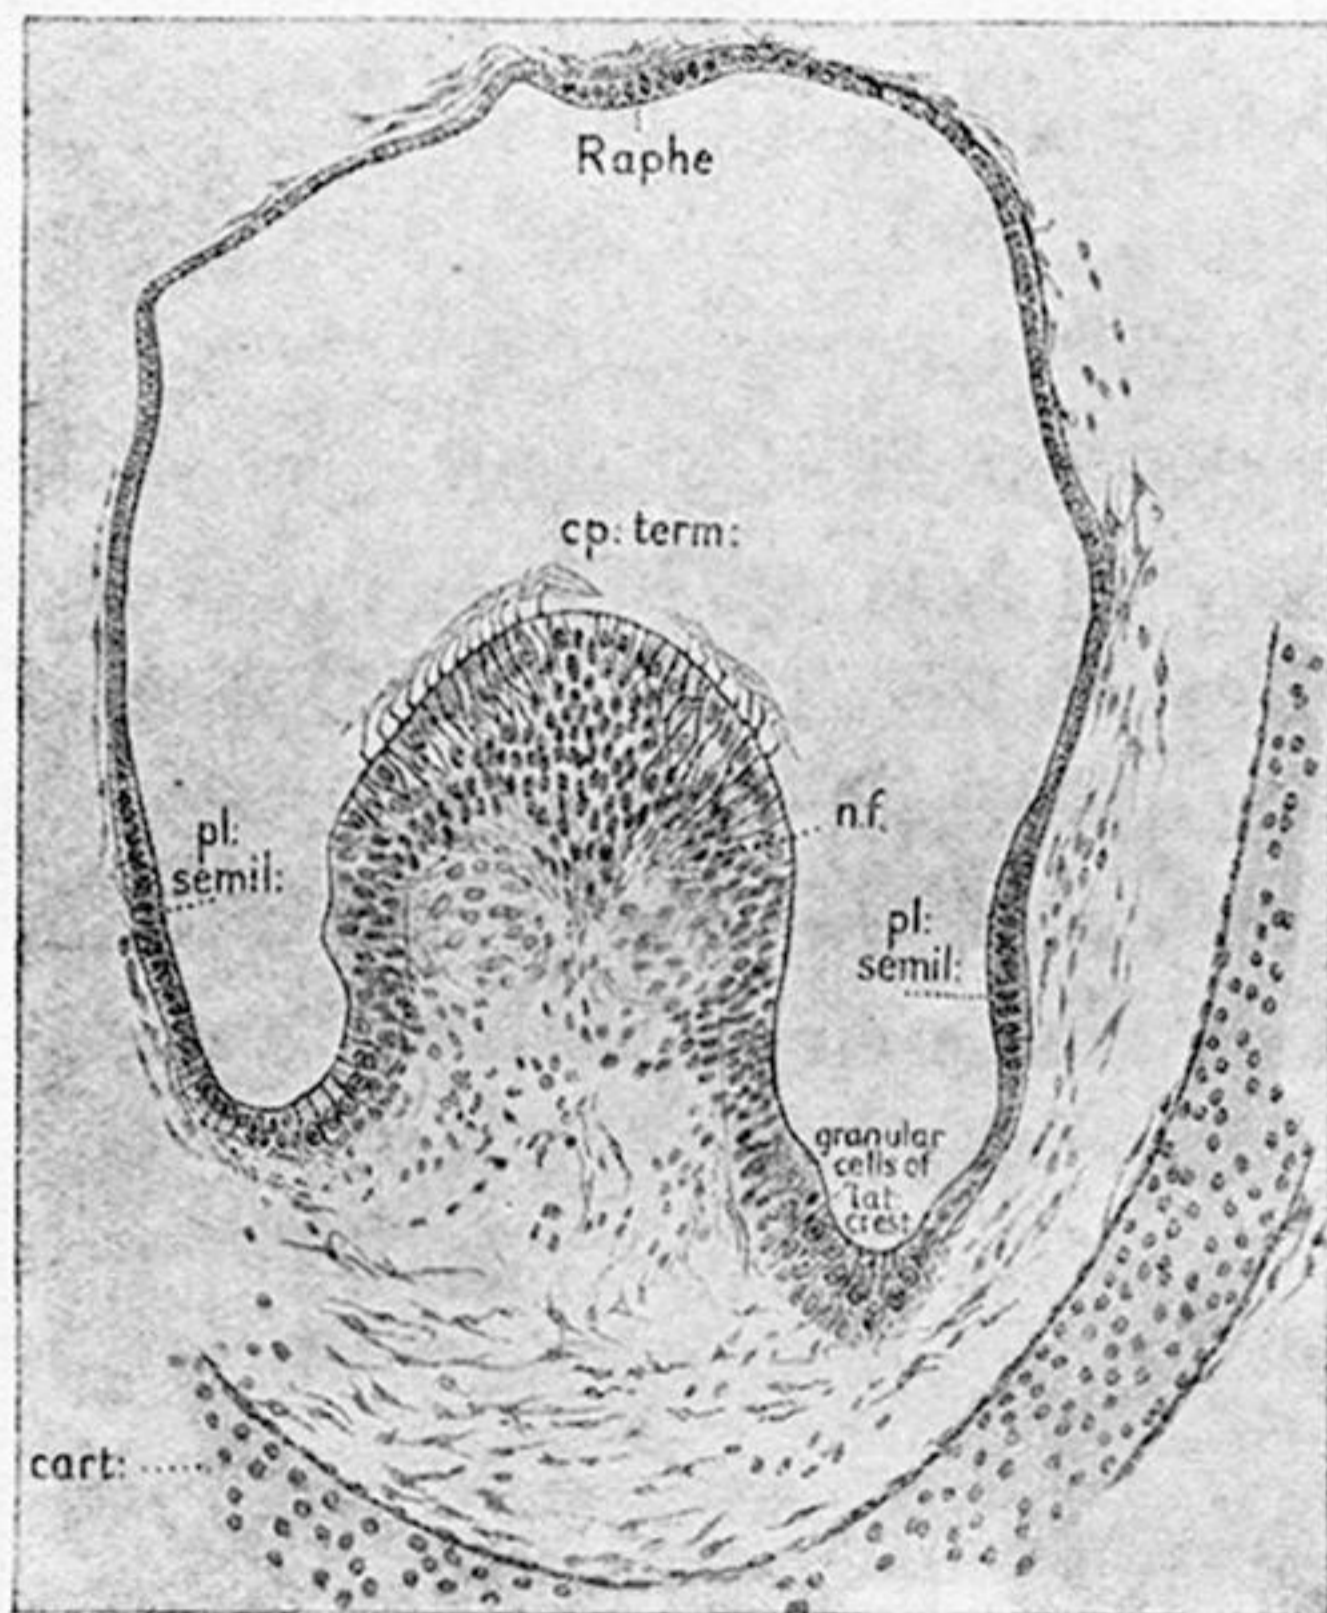 Raphe
cp: term:
n.f.
pl:
semil:
pl:
semil:
granular
cells of
lat:
crest
cart: